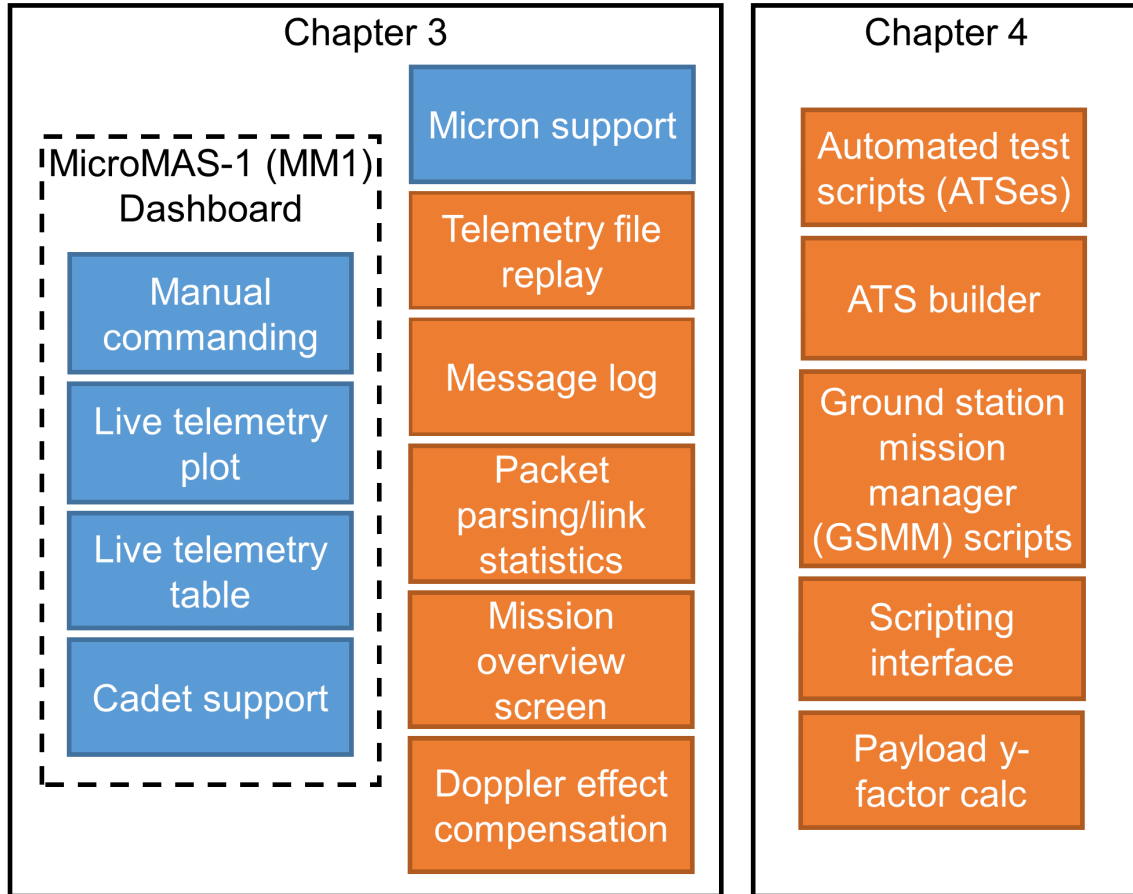 Chapter 3
MicroMAS-1 (MM1)
Dashboard
Manual
commanding
Live telemetry
plot
Live telemetry
table
Cadet support
Micron support
Telemetry file
replay
Message log
Packet
parsing/link
statistics
Mission
overview
screen
Doppler effect
compensation
Chapter 4
Automated test
scripts (ATSes)
ATS builder
Ground station
mission
manager
(GSMM) scripts
Scripting
interface
Payload y-
factor calc